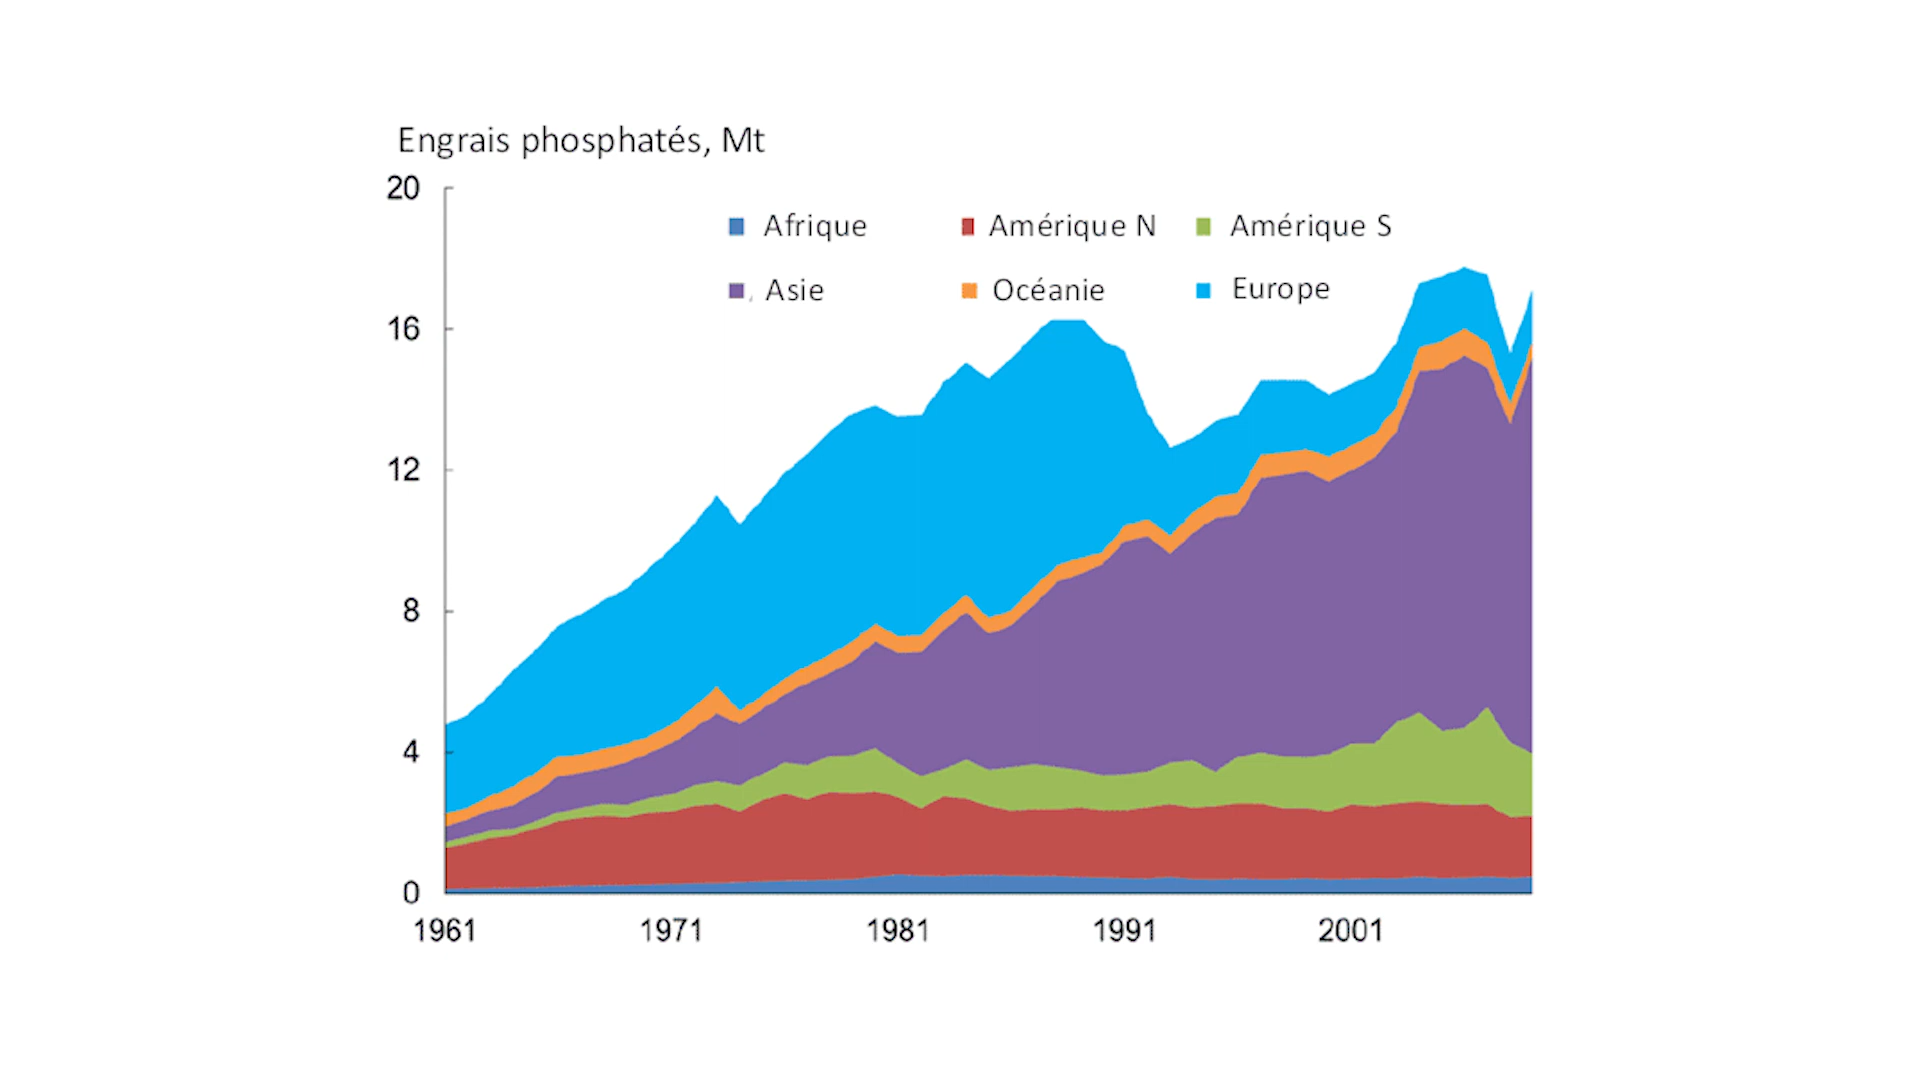 Engrais phosphatés, Mt
20
Afrique Amérique N Amérique S
Asie Océanie Europe
16
12
8
4
0
1961 1971 1981 1991 2001